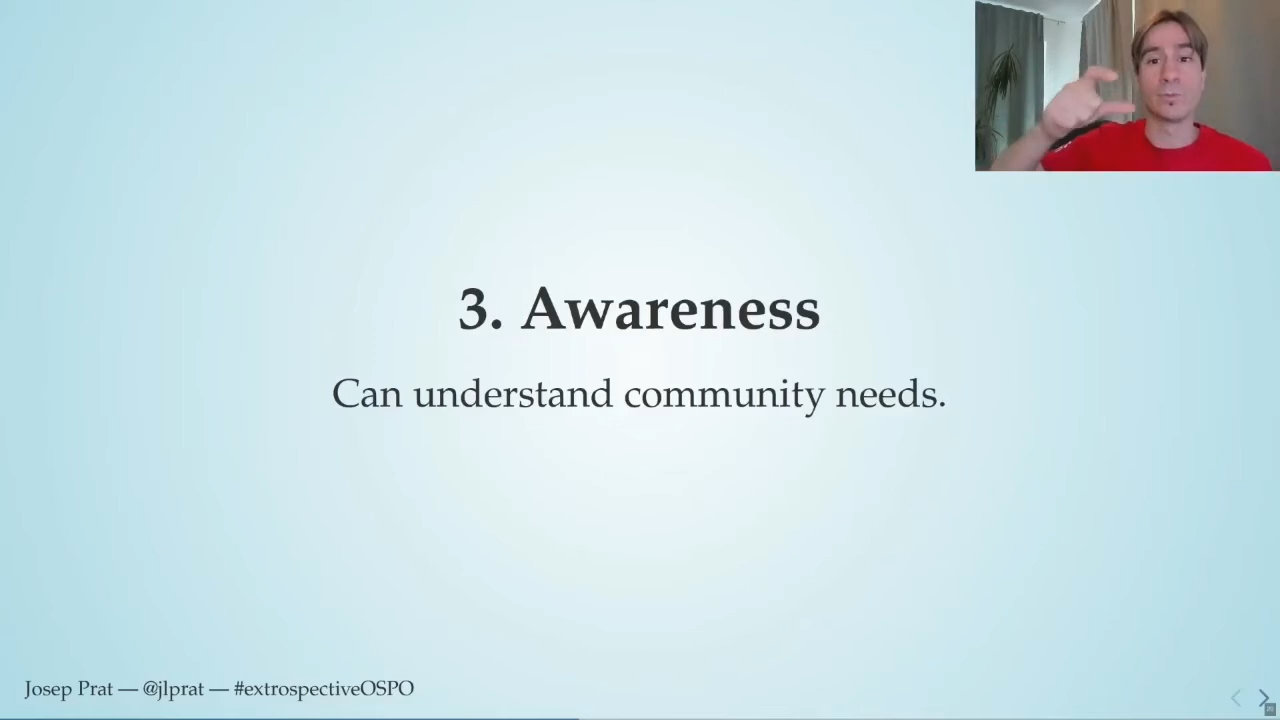 3. Awareness
Can understand community needs.
Josep Prat — @jlprat — #extrospectiveOSPO